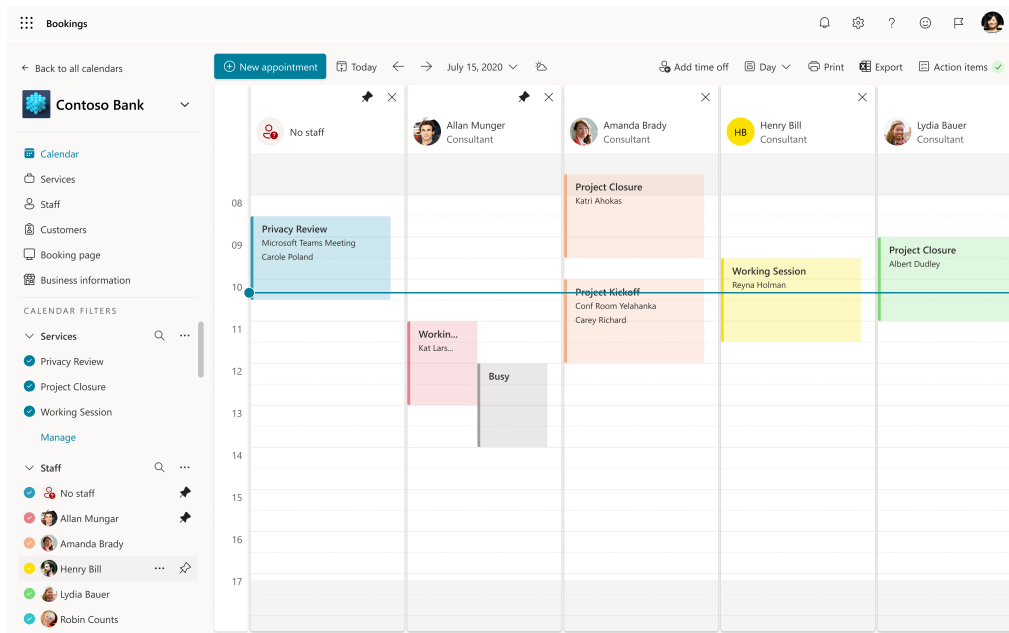 Bookings
Back to all calendars
Contoso Bank
Calendar
Services
Staff
Customers
Booking page
Business information
CALENDAR FILTERS
Services
Privacy Review
Project Closure
Working Session
Manage
Staff
No staff
Allan Mungar
Amanda Brady
Henry Bill
Lydia Bauer
Robin Counts
New appointment
Today
July 15, 2020
Add time off
Day
Print
Export
Action items
No staff
Allan Munger
Consultant
Amanda Brady
Consultant
HB
Henry Bill
Consultant
Lydia Bauer
Consultant
08
09
10
11
12
13
14
15
16
17
Privacy Review
Microsoft Teams Meeting
Carole Poland
Workin...
Kat Lars...
Busy
Project Closure
Katri Ahokas
Project Kickoff
Conf Room Yelahanka
Carey Richard
Working Session
Reyna Holman
Project Closure
Albert Dudley